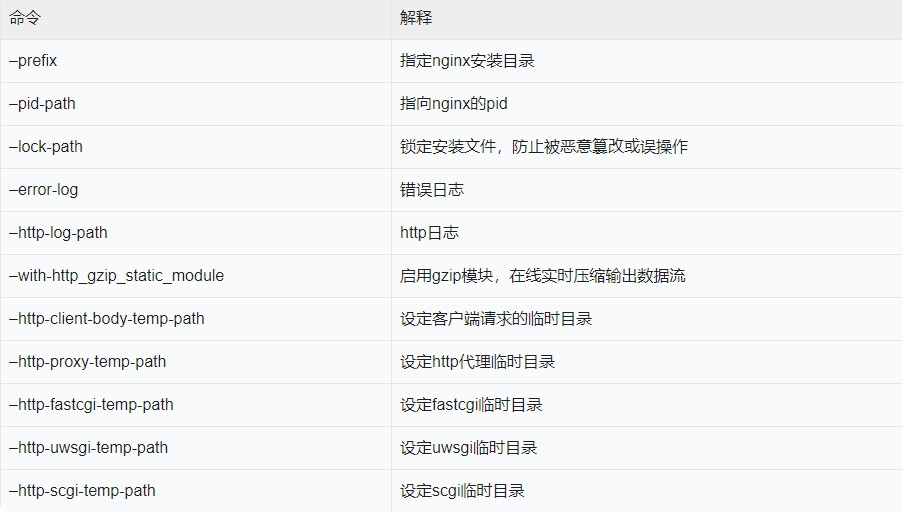 命令 解释
–prefix 指定nginx安装目录
–pid-path 指向nginx的pid
–lock-path 锁定安装文件，防止被恶意篡改或误操作
–error-log 错误日志
–http-log-path http日志
–with-http_gzip_static_module 启用gzip模块，在线实时压缩输出数据流
–http-client-body-temp-path 设定客户端请求的临时目录
–http-proxy-temp-path 设定http代理临时目录
–http-fastcgi-temp-path 设定fastcgi临时目录
–http-uwsgi-temp-path 设定uwsgi临时目录
–http-scgi-temp-path 设定scgi临时目录